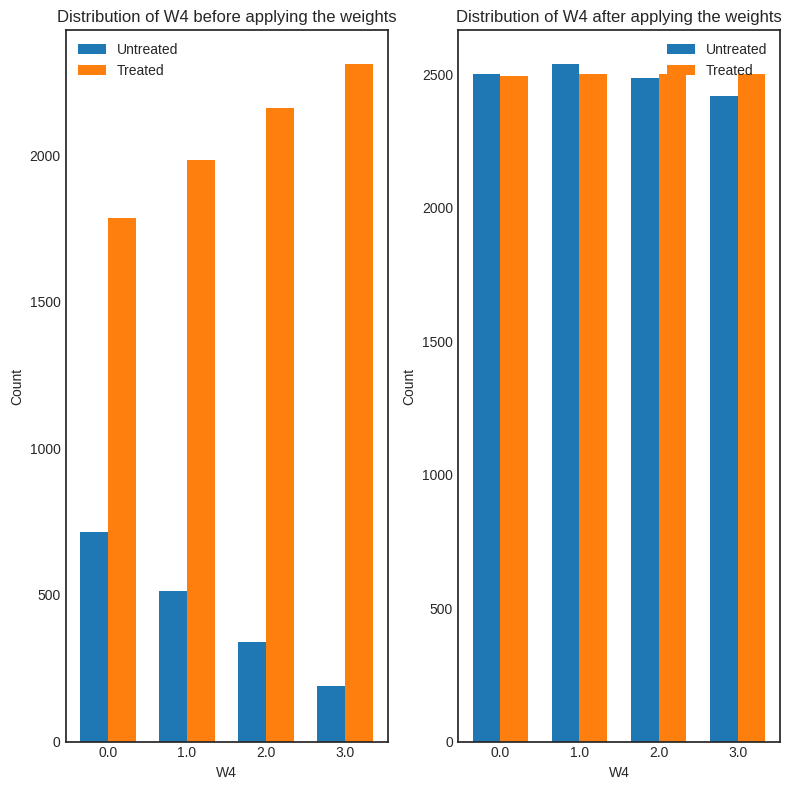 Distribution of W4 before applying the weights
Untreated
Treated
Count
2000
1500
1000
500
0
0.0 1.0 2.0 3.0
W4
Distribution of W4 after applying the weights
Untreated
Treated
Count
2500
2000
1500
1000
500
0
0.0 1.0 2.0 3.0
W4